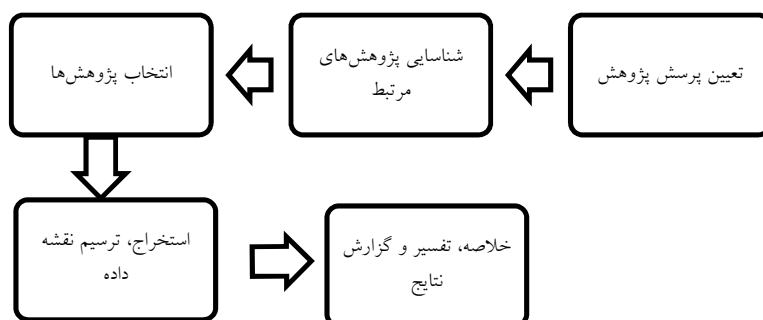 تعیین پرسش پژوهش
شناسایی پژوهش‌های
مرتبط
انتخاب پژوهش‌ها
استخراج، ترسیم نقشه
داده
خلاصه، تفسیر و گزارش
نتایج